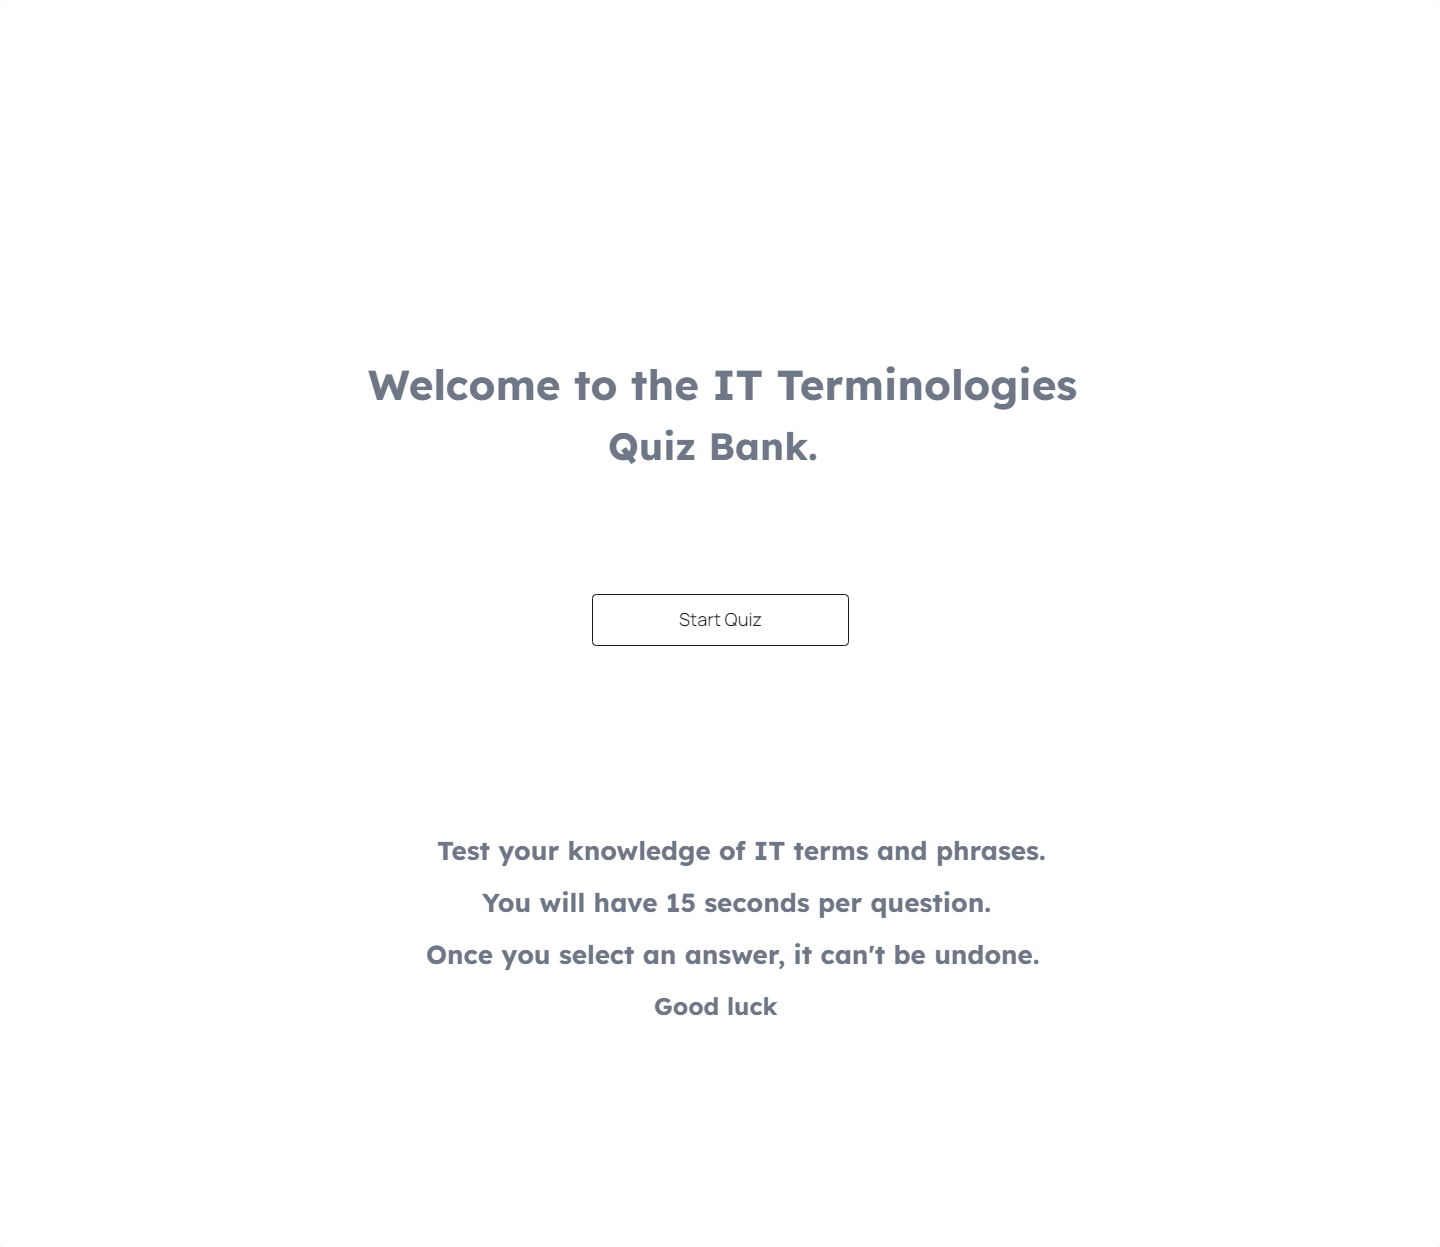 Welcome to the IT Terminologies
Quiz Bank.
Start Quiz
Test your knowledge of IT terms and phrases.
You will have 15 seconds per question.
Once you select an answer, it can't be undone.
Good luck